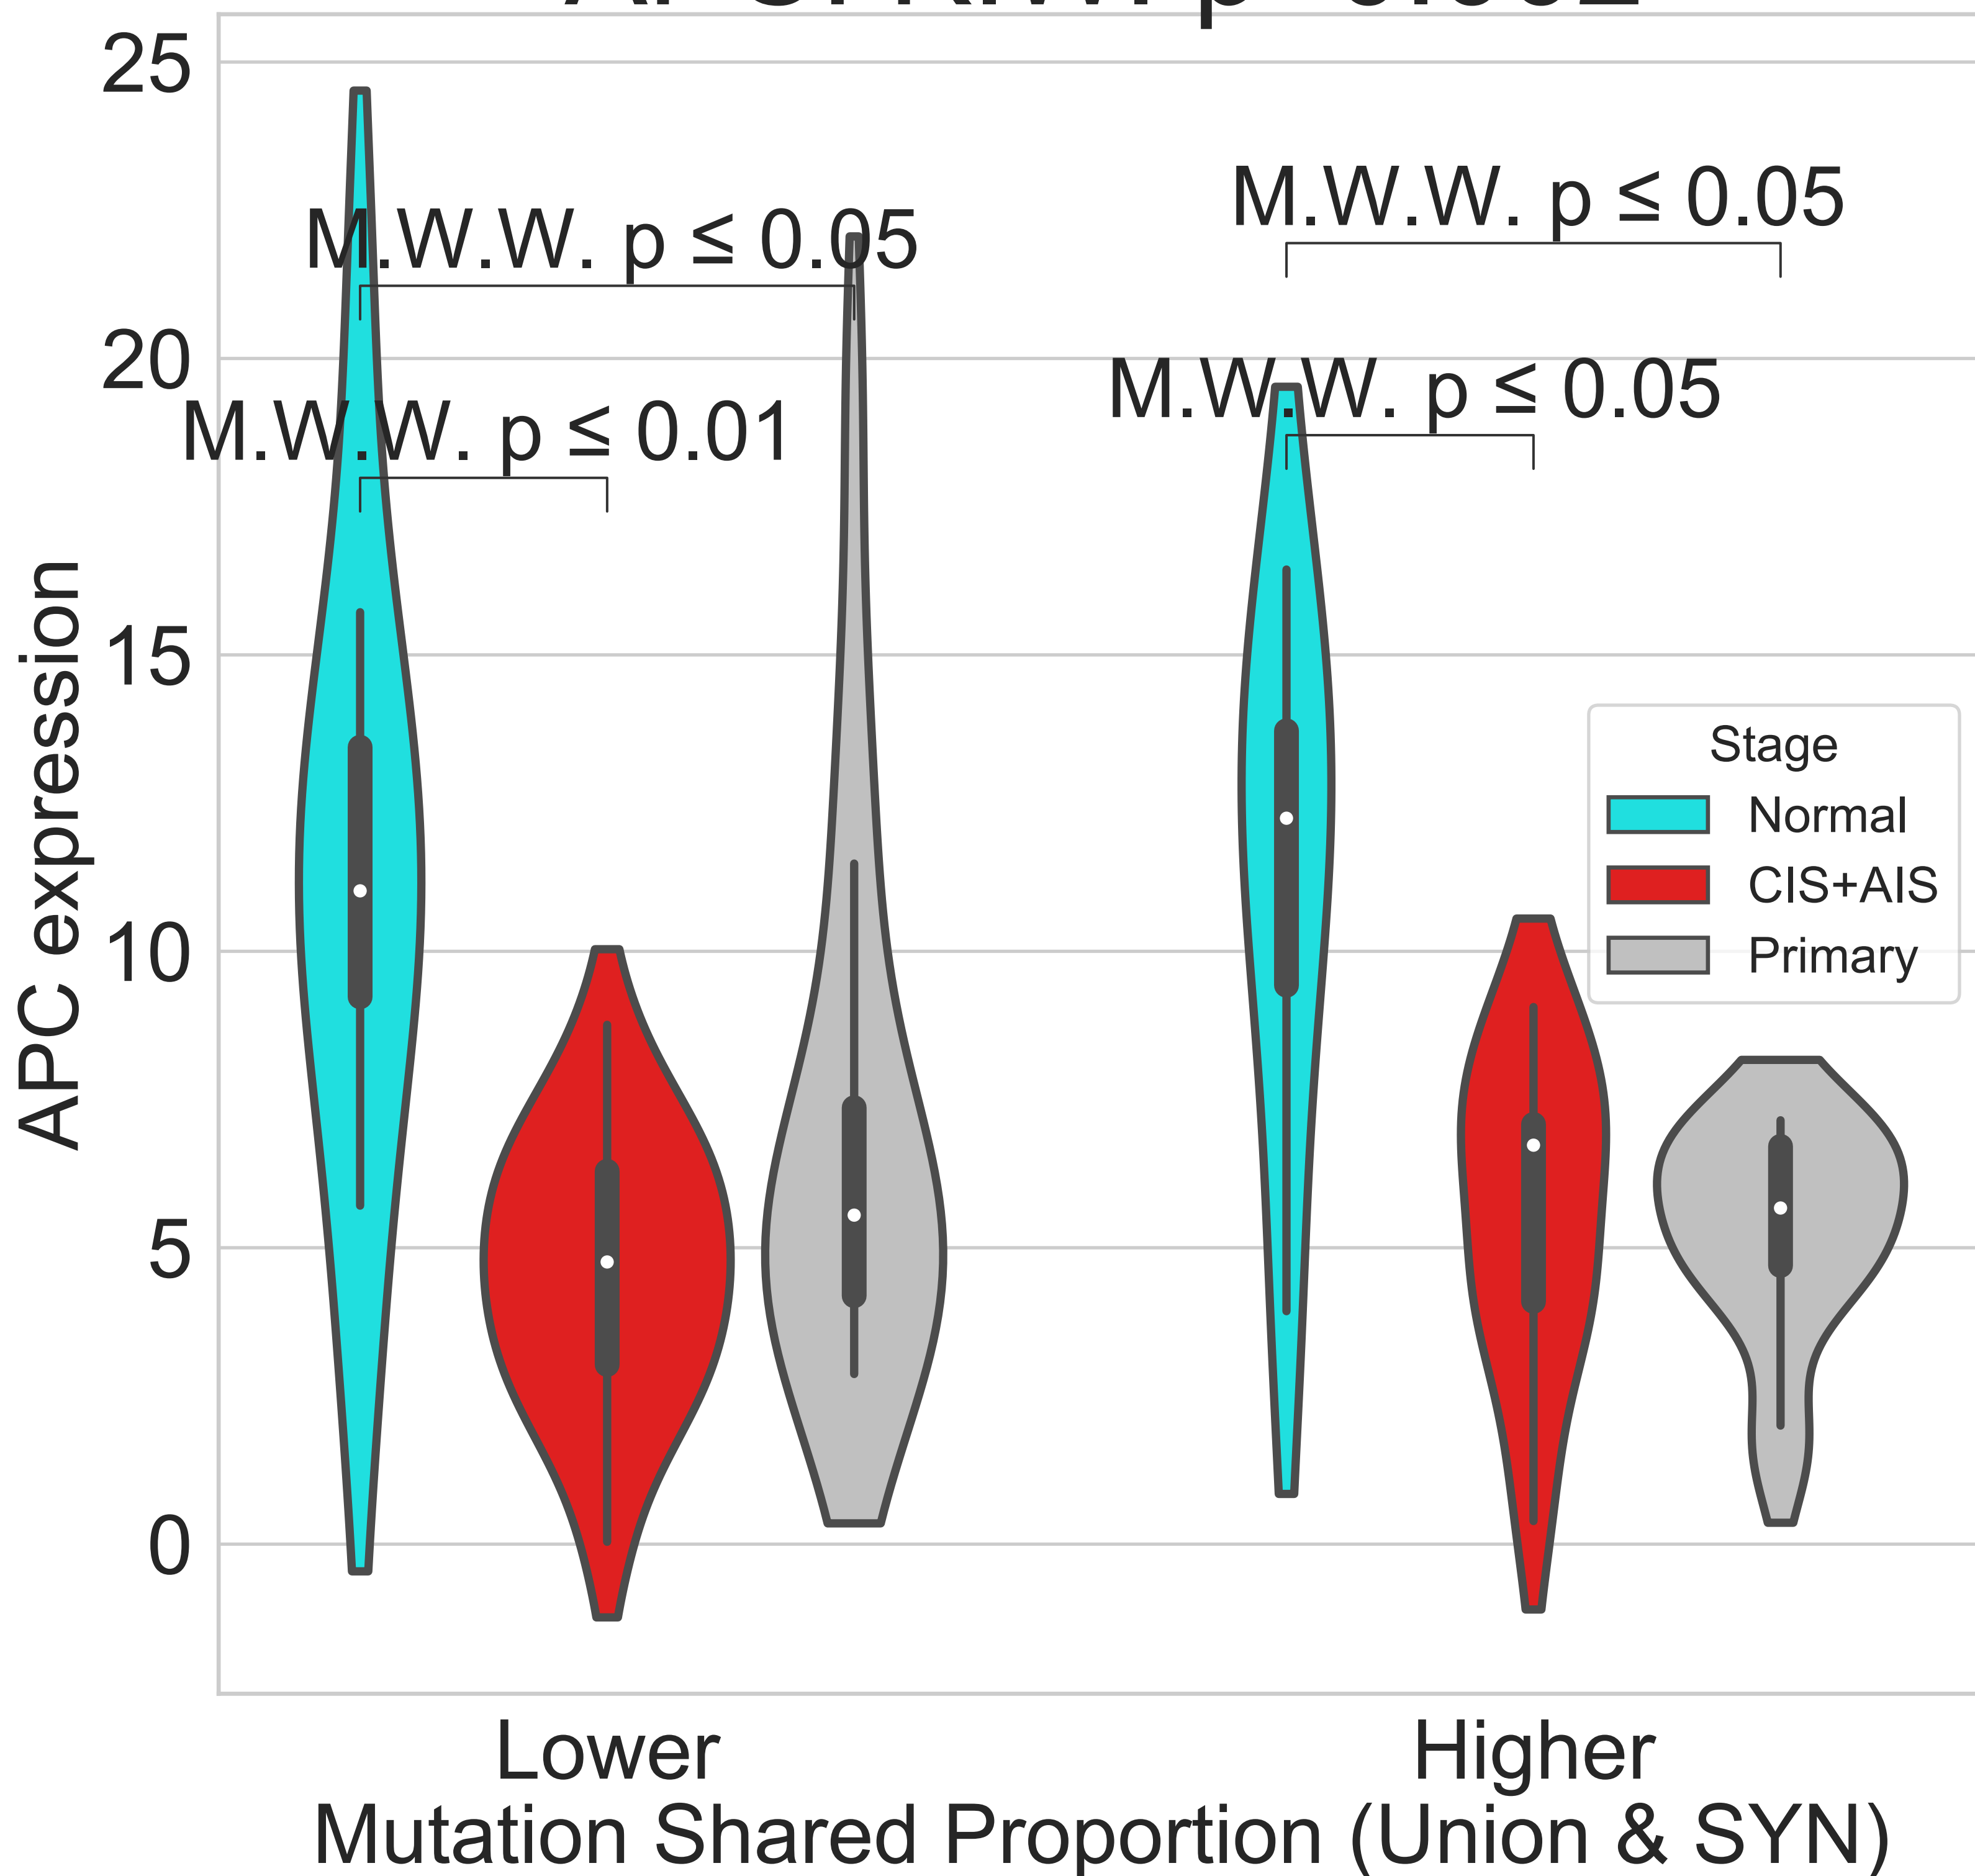 25
M.W.W. p ≤ 0.05
M.W.W. p ≤ 0.05
20
M.W.W. p ≤ 0.05
M.W.W. p ≤ 0.01
15
APC expression
Stage
Normal
CIS+AIS
Primary
10
5
0
Lower
Higher
Mutation Shared Proportion (Union & SYN)